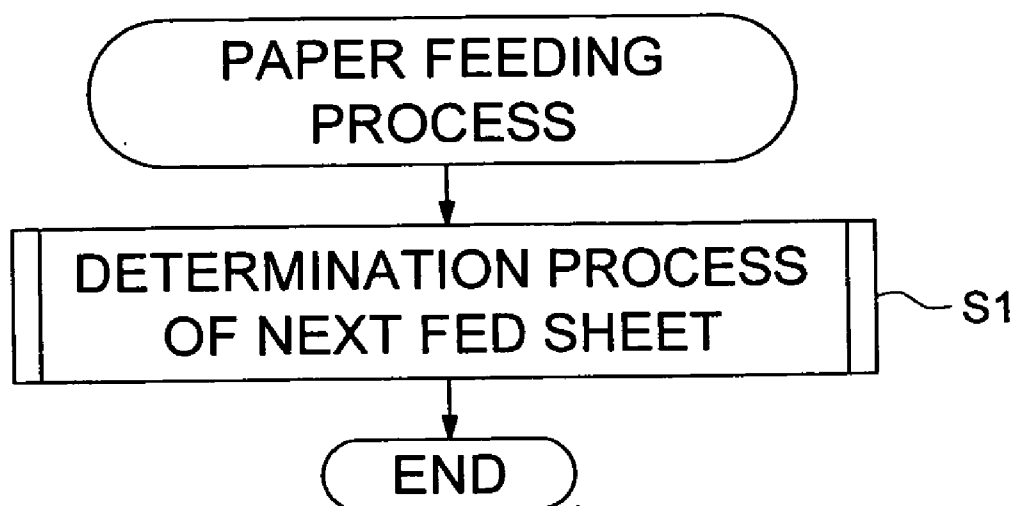 PAPER FEEDING
PROCESS
DETERMINATION PROCESS
OF NEXT FED SHEET
S1
END